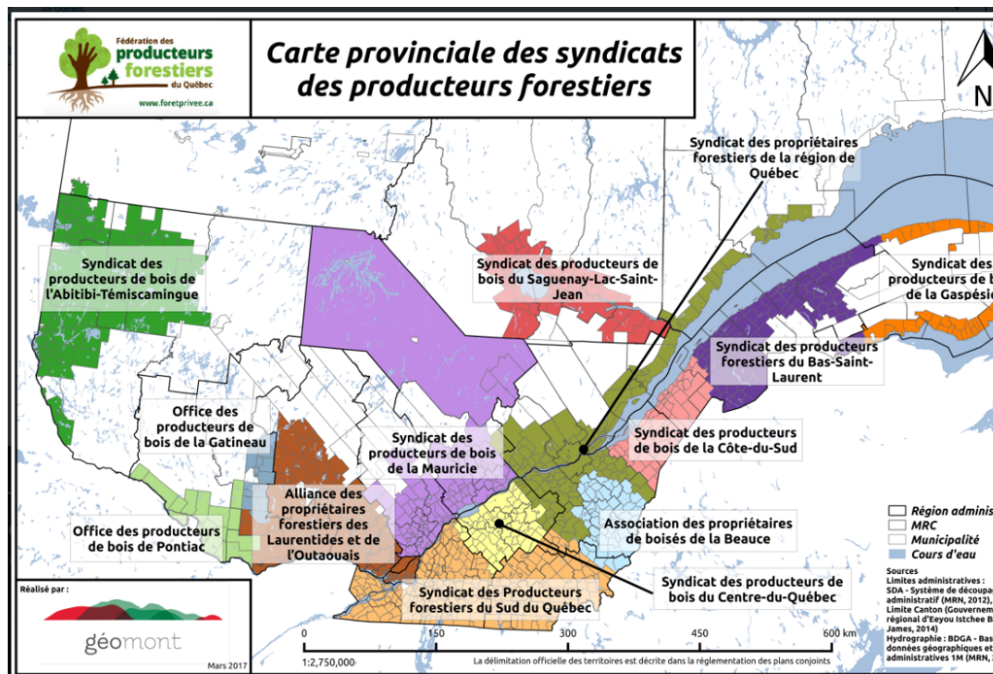 Fédération des
producteurs
forestiers
du Québec
www.foretprivee.ca
Carte provinciale des syndicats
des producteurs forestiers
N
Syndicat des propriétaires
forestiers de la région de
Québec
Syndicat des
producteurs de bois de
l'Abitibi-Témiscamingue
Syndicat des producteurs de
bois du Saguenay-Lac-Saint-
Jean
Syndicat des
producteurs de b
de la Gaspésie
Syndicat des producteurs
forestiers du Bas-Saint-
Laurent
Office des
producteurs de
bois de la Gatineau
Syndicat des
producteurs de bois
de la Mauricie
Syndicat des producteurs
de bois de la Côte-du-Sud
Alliance des
propriétaires
forestiers des
Laurentides et de
l'Outaouais
Office des producteurs
de bois de Pontiac
Association des propriétaires
de boisés de la Beauce
Syndicat des producteurs de
bois du Centre-du-Québec
Syndicat des Producteurs
forestiers du Sud du Québec
Région adminis
MRC
Municipalité
Cours d'eau
Sources
Limites administratives :
SDA - Système de découpa
administratif (MRN, 2012),
Limite Canton (Gouvernem
régional d'Eeyou Istchee B
James, 2014)
Hydrographie : BDGA - Bas
données géographiques et
administratives 1M (MRN,
Réalisé par :
géomont
Mars 2017
0 150 300 450 600 km
1:2,750,000
La délimitation officielle des territoires est décrite dans la réglementation des plans conjoints